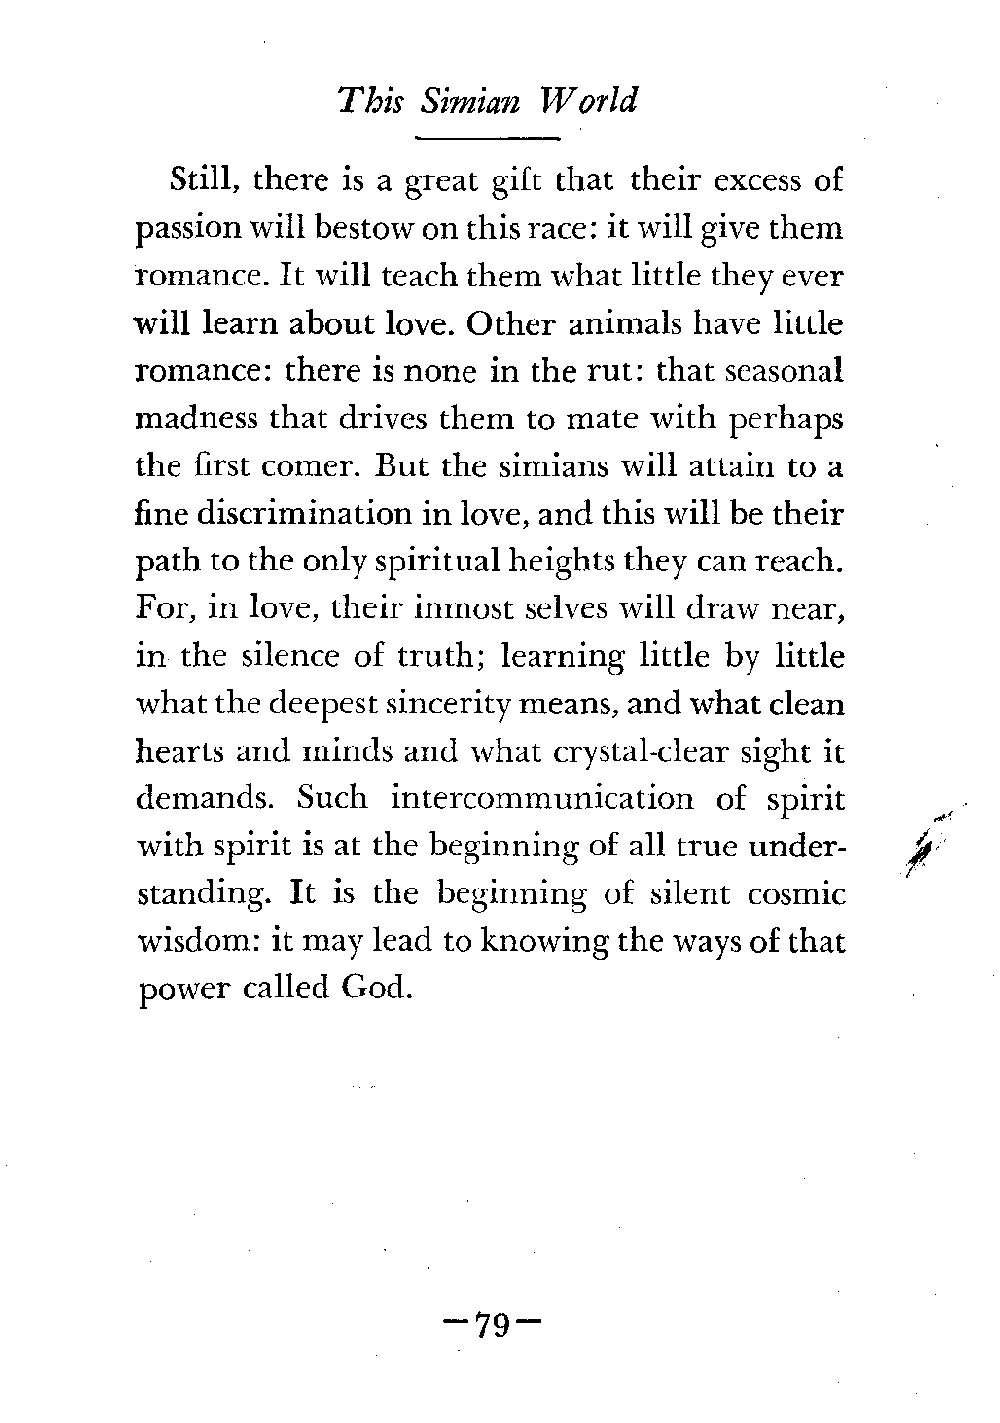 This Simian World
Still, there is a great gift that their excess of
passion will bestow on this race: it will give them
romance. It will teach them what little they ever
will learn about love. Other animals have little
romance: there is none in the rut: that seasonal
madness that drives them to mate with perhaps
the first comer. But the simians will attain to a
fine discrimination in love, and this will be their
path to the only spiritual heights they can reach.
For, in love, their inmost selves will draw near,
in the silence of truth; learning little by little
what the deepest sincerity means, and what clean
hearts and minds and what crystal-clear sight it
demands. Such intercommunication of spirit
with spirit is at the beginning of all true under-
standing. It is the beginning of silent cosmic
wisdom: it may lead to knowing the ways of that
power called God.
—79—